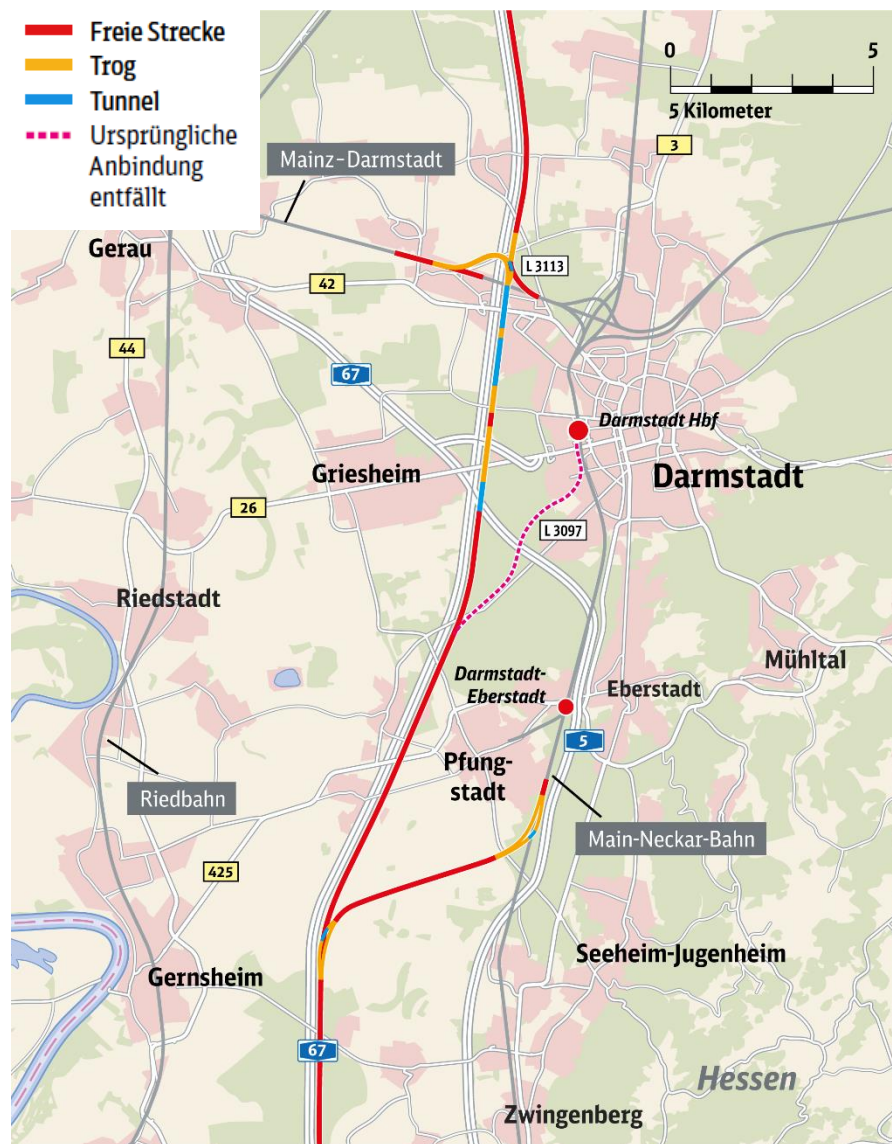 Freie Strecke
Trog
Tunnel
Ursprüngliche
Anbindung
entfällt
0 5
5 Kilometer
3
Mainz–Darmstadt
Gerau
L 3113
42
44
67
Darmstadt Hbf
Griesheim
Darmstadt
26
L 3097
Riedstadt
Mühltal
Darmstadt-
Eberstadt
Eberstadt
5
Pfung-
stadt
Riedbahn
Main-Neckar-Bahn
425
Seeheim-Jugenheim
Gernsheim
67
Hessen
Zwingenberg